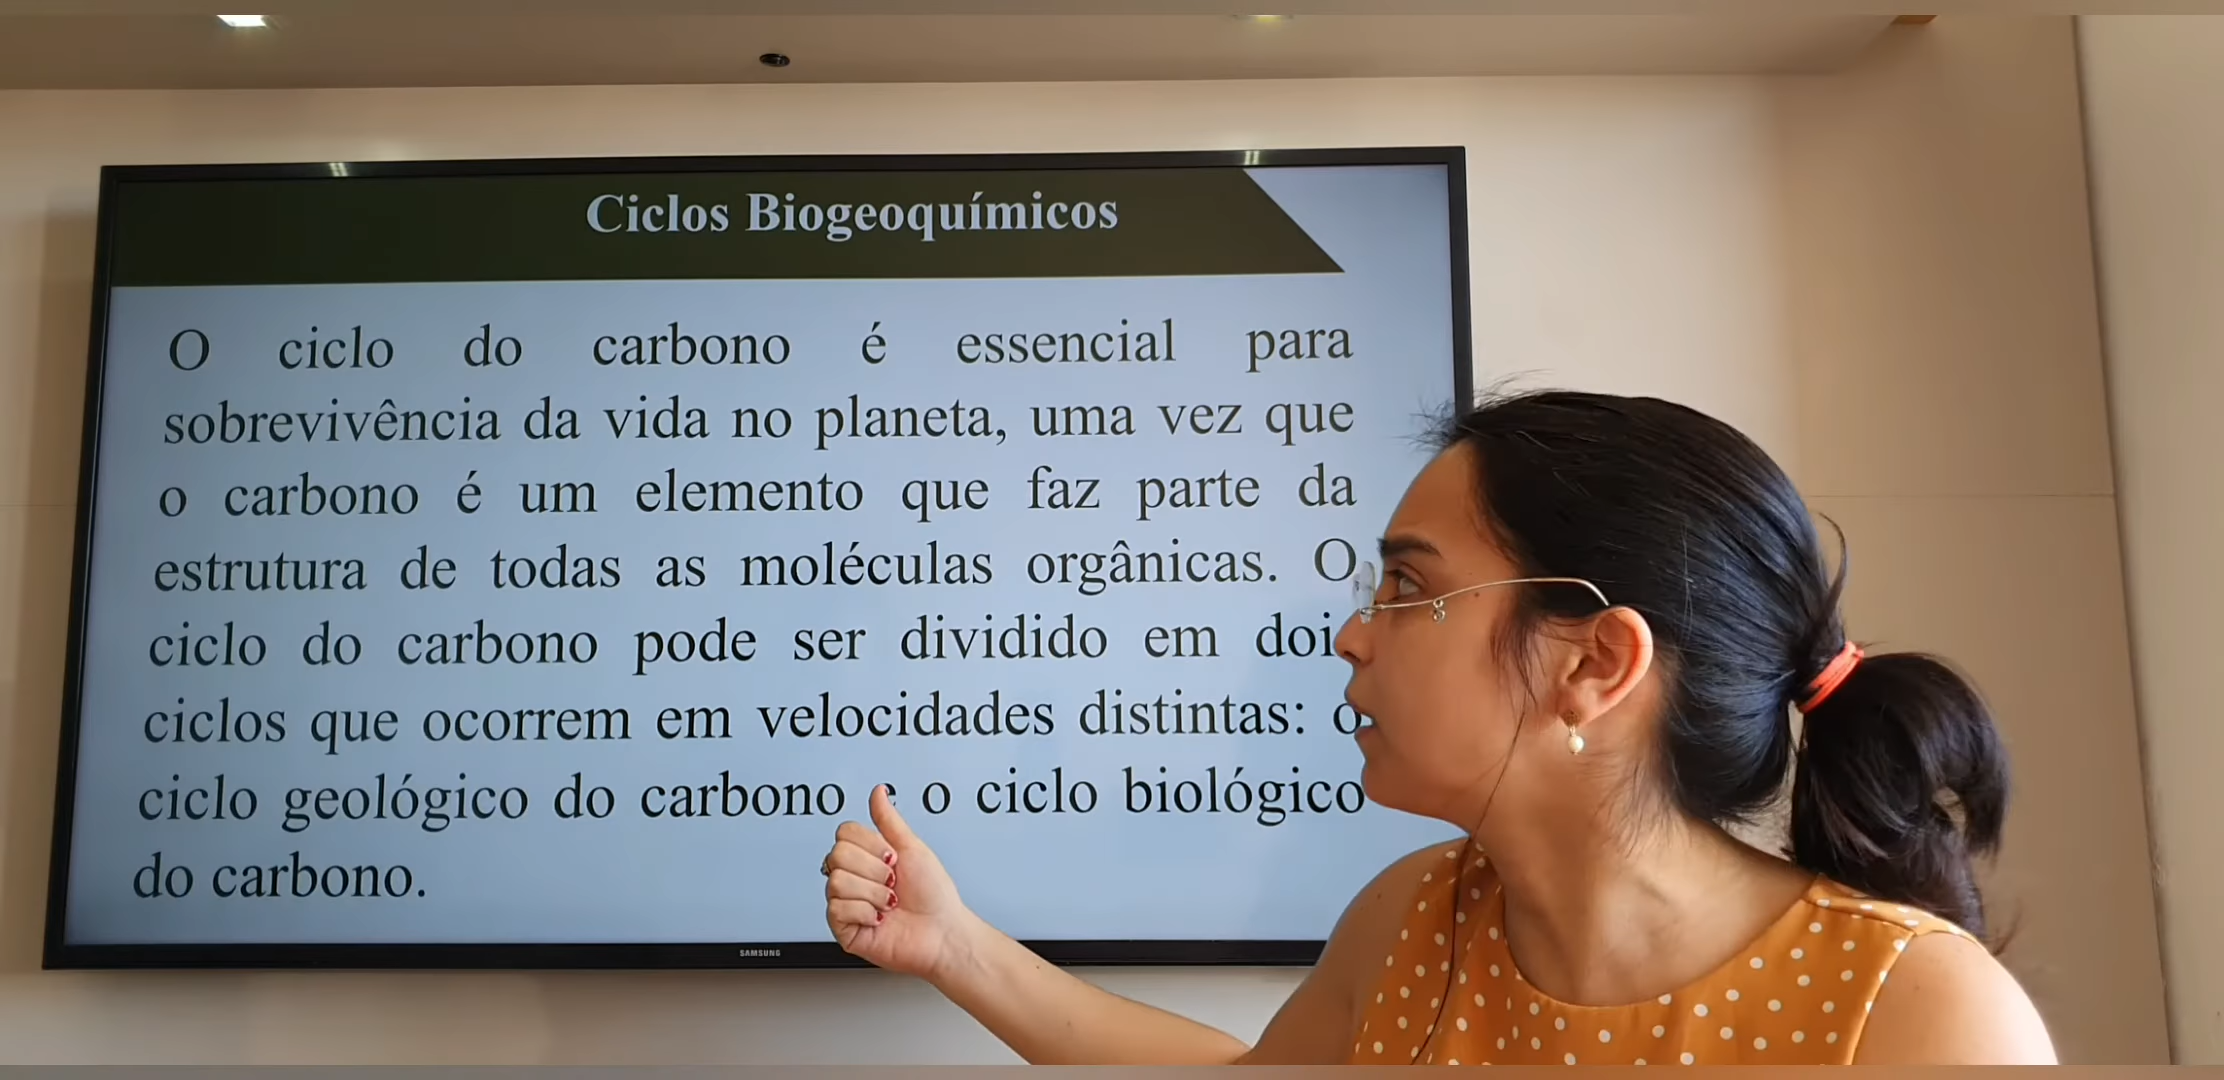 Ciclos Biogeoquímicos
O ciclo do carbono é essencial para
sobrevivência da vida no planeta, uma vez que
o carbono é um elemento que faz parte da
estrutura de todas as moléculas orgânicas. O
ciclo do carbono pode ser dividido em dois
ciclos que ocorrem em velocidades distintas: o
ciclo geológico do carbono e o ciclo biológico
do carbono.
SAMSUNG